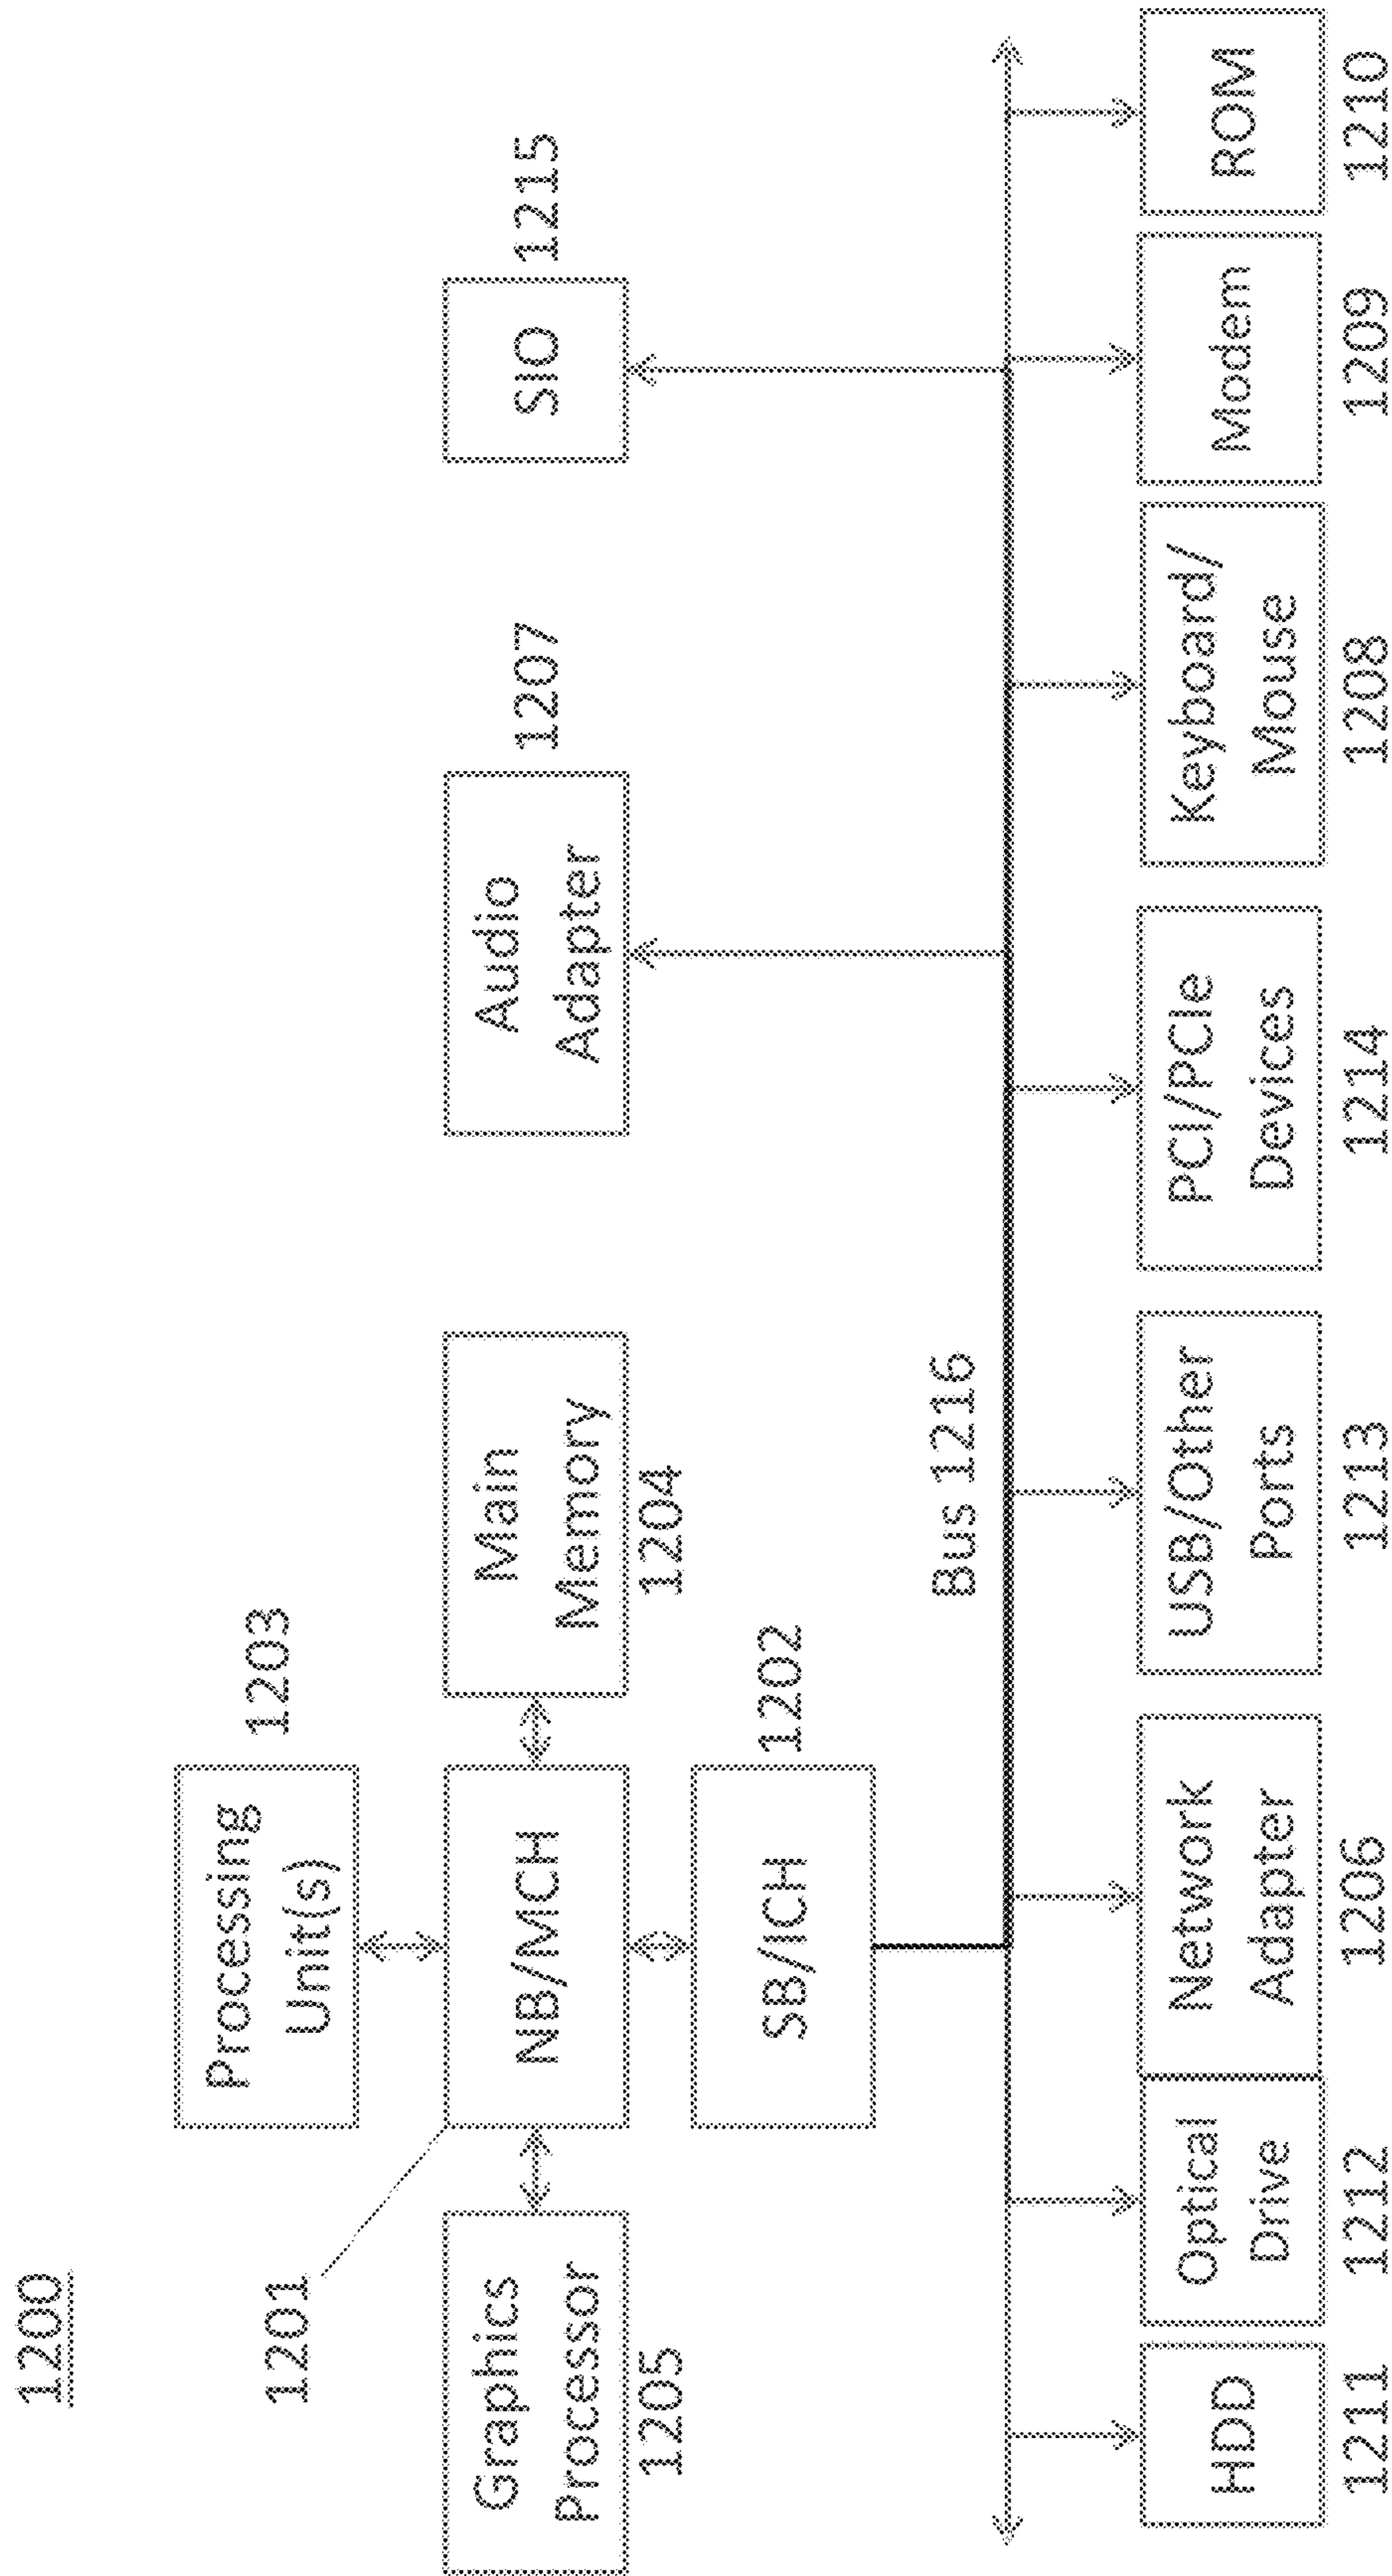 1200
Processing
Unit(s)
1203
1201
Graphics
Processor
1205
NB/MCH
Main
Memory
1204
Audio
Adapter
1207
SIO
1215
SB/ICH
1202
Bus 1216
HDD
1211
Optical
Drive
1212
Network
Adapter
1206
USB/Other
Ports
1213
PCI/PCIe
Devices
1214
Keyboard/
Mouse
1208
Modem
1209
ROM
1210